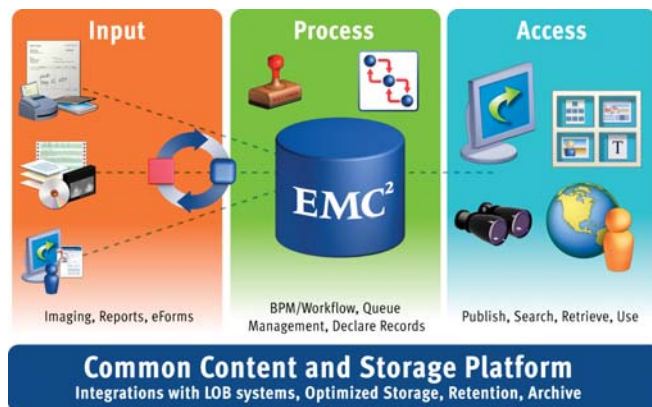 Input
Process
Access
EMC²
T
Imaging, Reports, eForms
BPM/Workflow, Queue
Management, Declare Records
Publish, Search, Retrieve, Use
Common Content and Storage Platform
Integrations with LOB systems, Optimized Storage, Retention, Archive